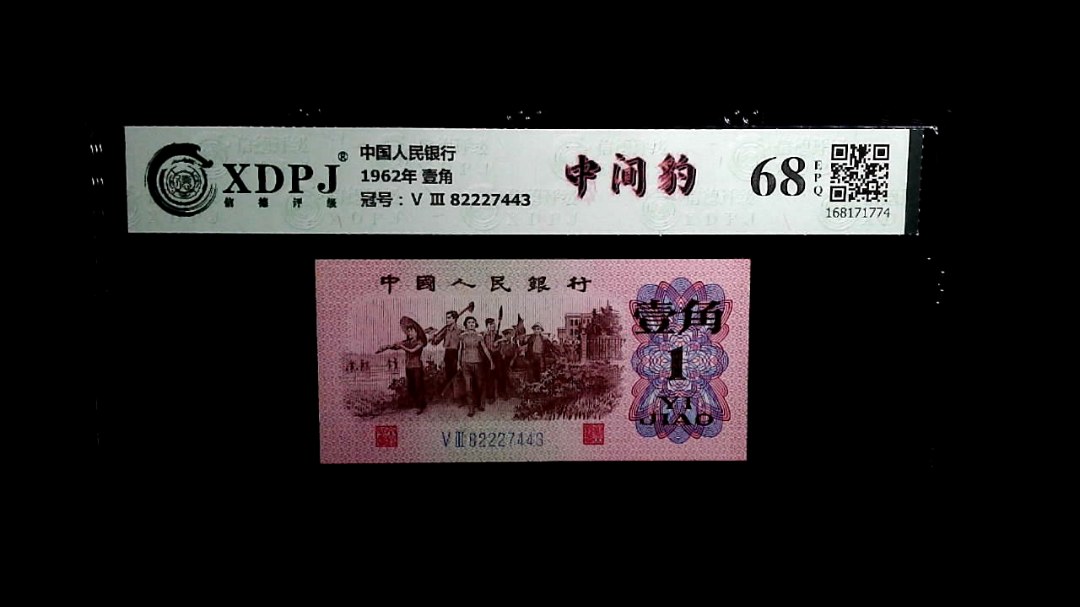 XDPJ®
信德评级
中国人民银行
1962年 壹角
冠号：V Ⅲ 82227443
中间豹
68
EPQ
168171774
中國人民銀行
壹角
1
YI
JIAO
V Ⅲ 82227443